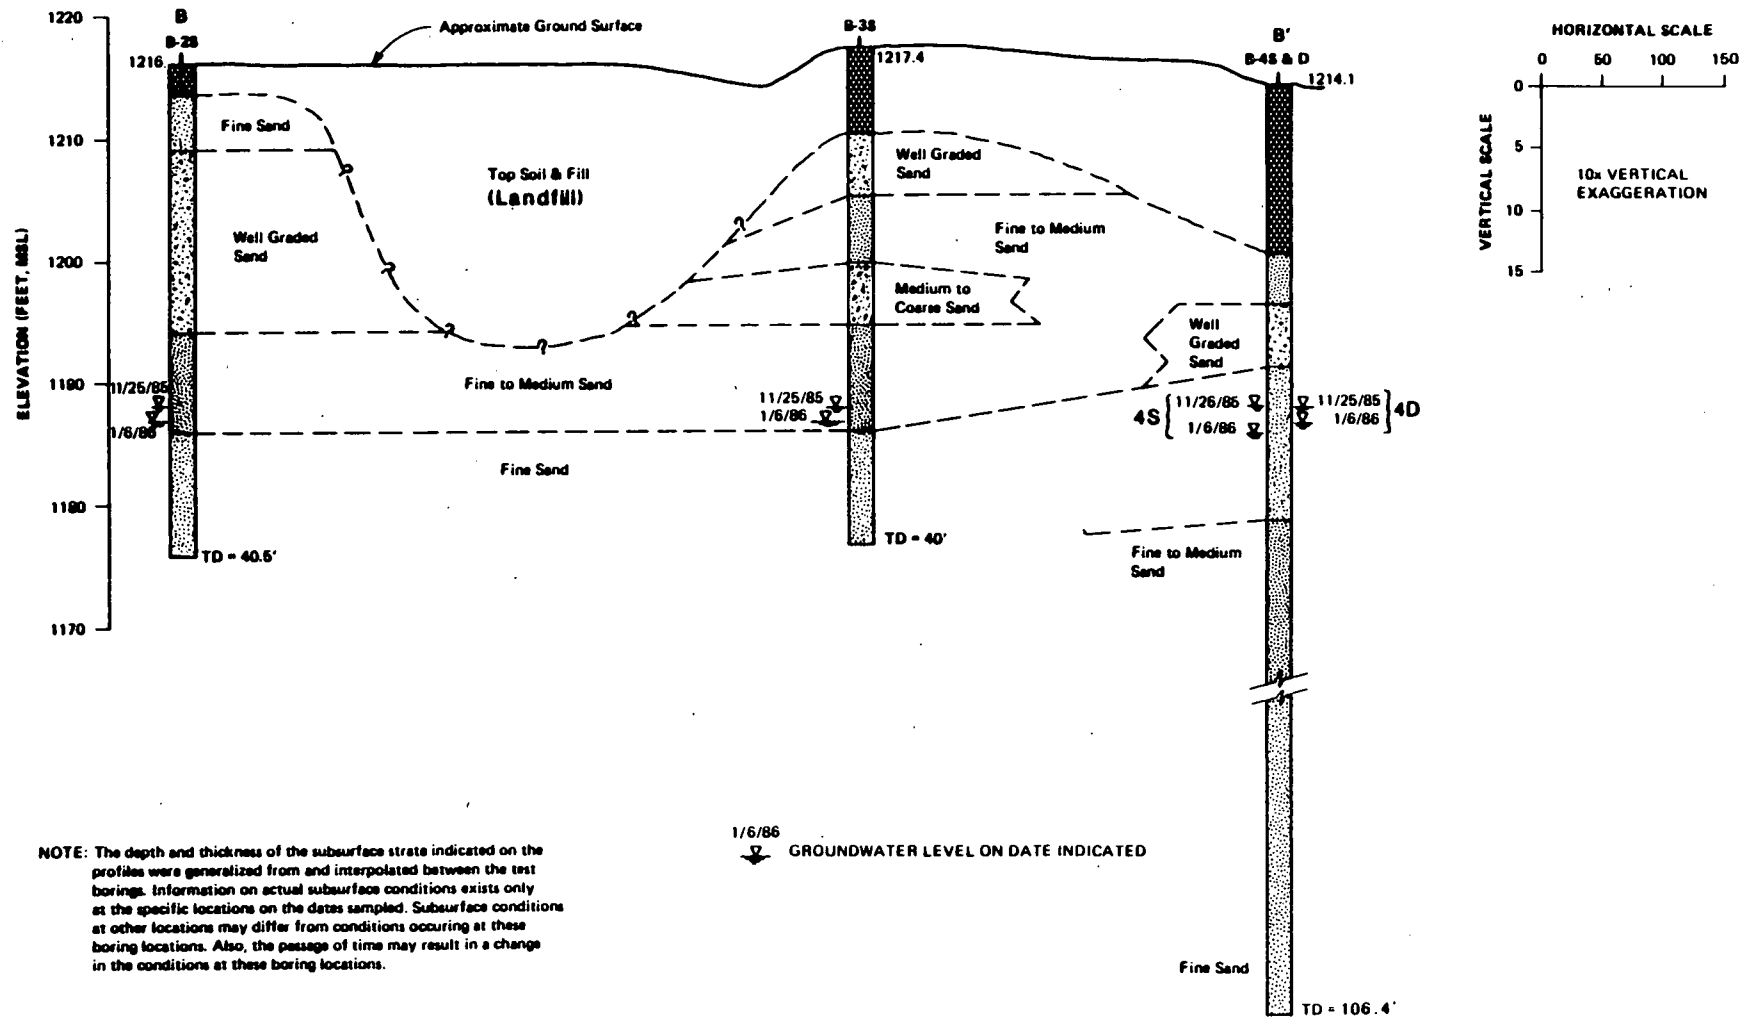 1220
1210
1200
1190
1180
1170
ELEVATION (FEET, MSL)
B
B-2S
1216.
Approximate Ground Surface
B-3S
1217.4
B'
B-4S & D
1214.1
HORIZONTAL SCALE
0 50 100 150
VERTICAL SCALE
0
5
10
15
10x VERTICAL
EXAGGERATION
Fine Sand
Top Soil & Fill
(Landfill)
Well Graded
Sand
Well Graded
Sand
Fine to Medium
Sand
Medium to
Coarse Sand
Well
Graded
Sand
Fine to Medium Sand
?
?
?
?
?
?
11/25/85
1/6/86
11/25/85
1/6/86
4S
11/26/85
1/6/86
11/25/85
1/6/86
4D
Fine Sand
TD = 40.5'
TD = 40'
Fine to Medium
Sand
Fine Sand
TD = 106.4'
NOTE: The depth and thickness of the subsurface strate indicated on the
profiles were generalized from and interpolated between the test
borings. Information on actual subsurface conditions exists only
at the specific locations on the dates sampled. Subsurface conditions
at other locations may differ from conditions occuring at these
boring locations. Also, the passage of time may result in a change
in the conditions at these boring locations.
1/6/86
GROUNDWATER LEVEL ON DATE INDICATED